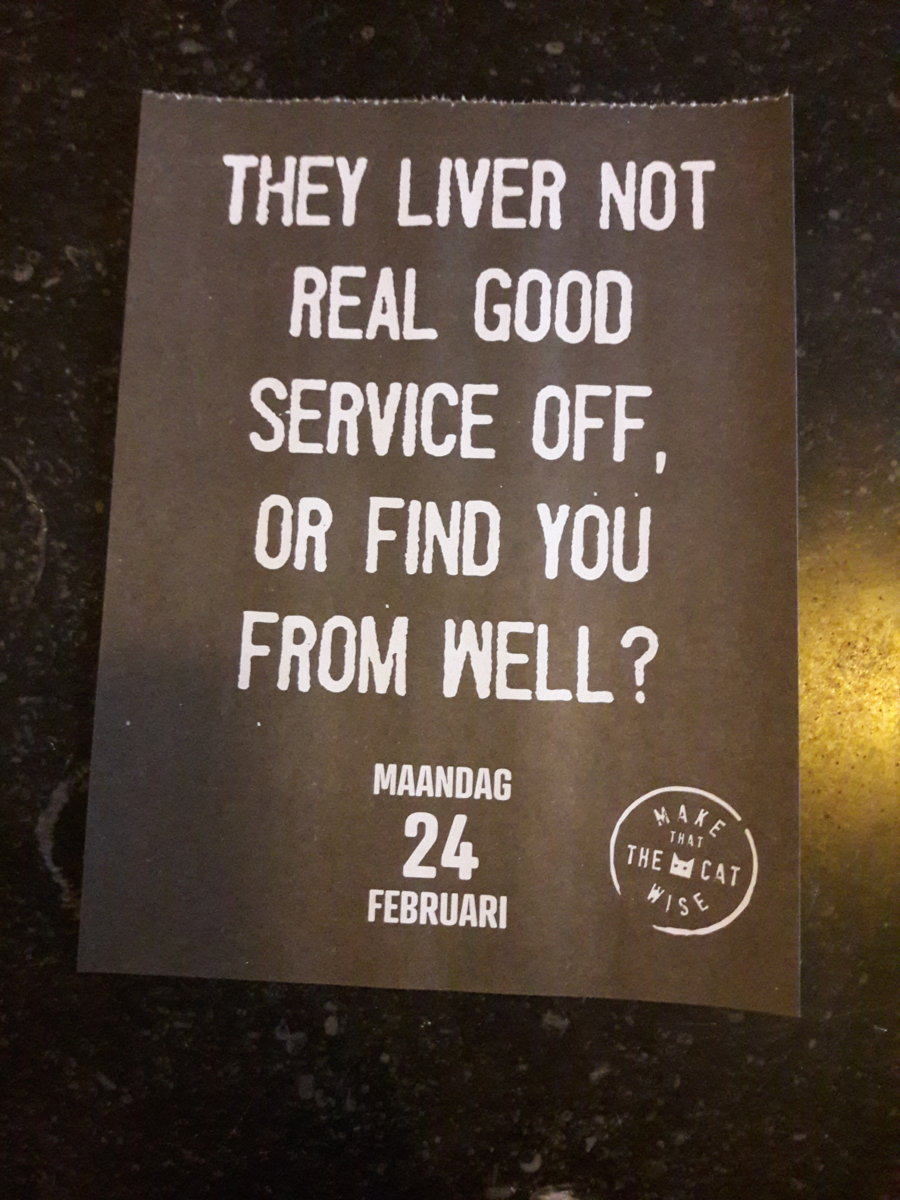 THEY LIVER NOT
REAL GOOD
SERVICE OFF,
OR FIND YOU
FROM WELL?
MAANDAG
24
FEBRUARI
MAKE
THAT
THE CAT
WISE